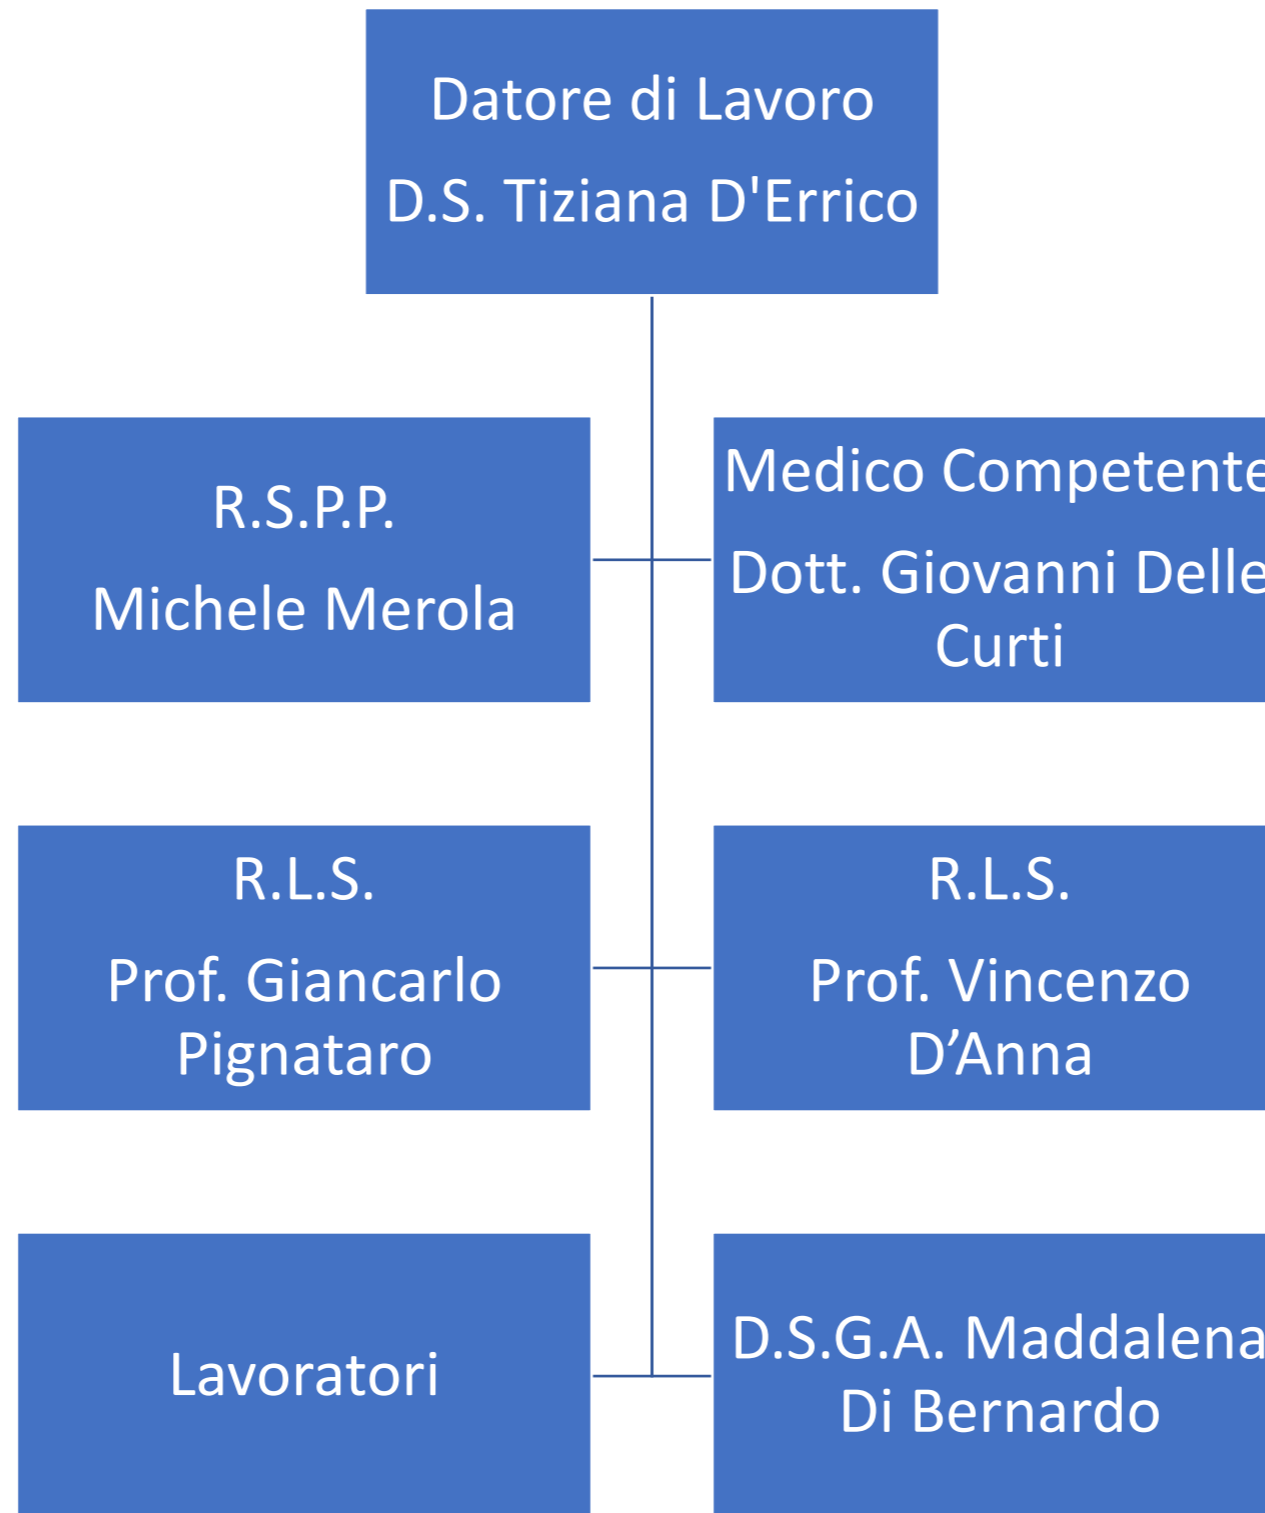 Datore di Lavoro
D.S. Tiziana D'Errico
R.S.P.P.
Michele Merola
Medico Competente
Dott. Giovanni Delle
Curti
R.L.S.
Prof. Giancarlo
Pignataro
R.L.S.
Prof. Vincenzo
D’Anna
Lavoratori
D.S.G.A. Maddalena
Di Bernardo